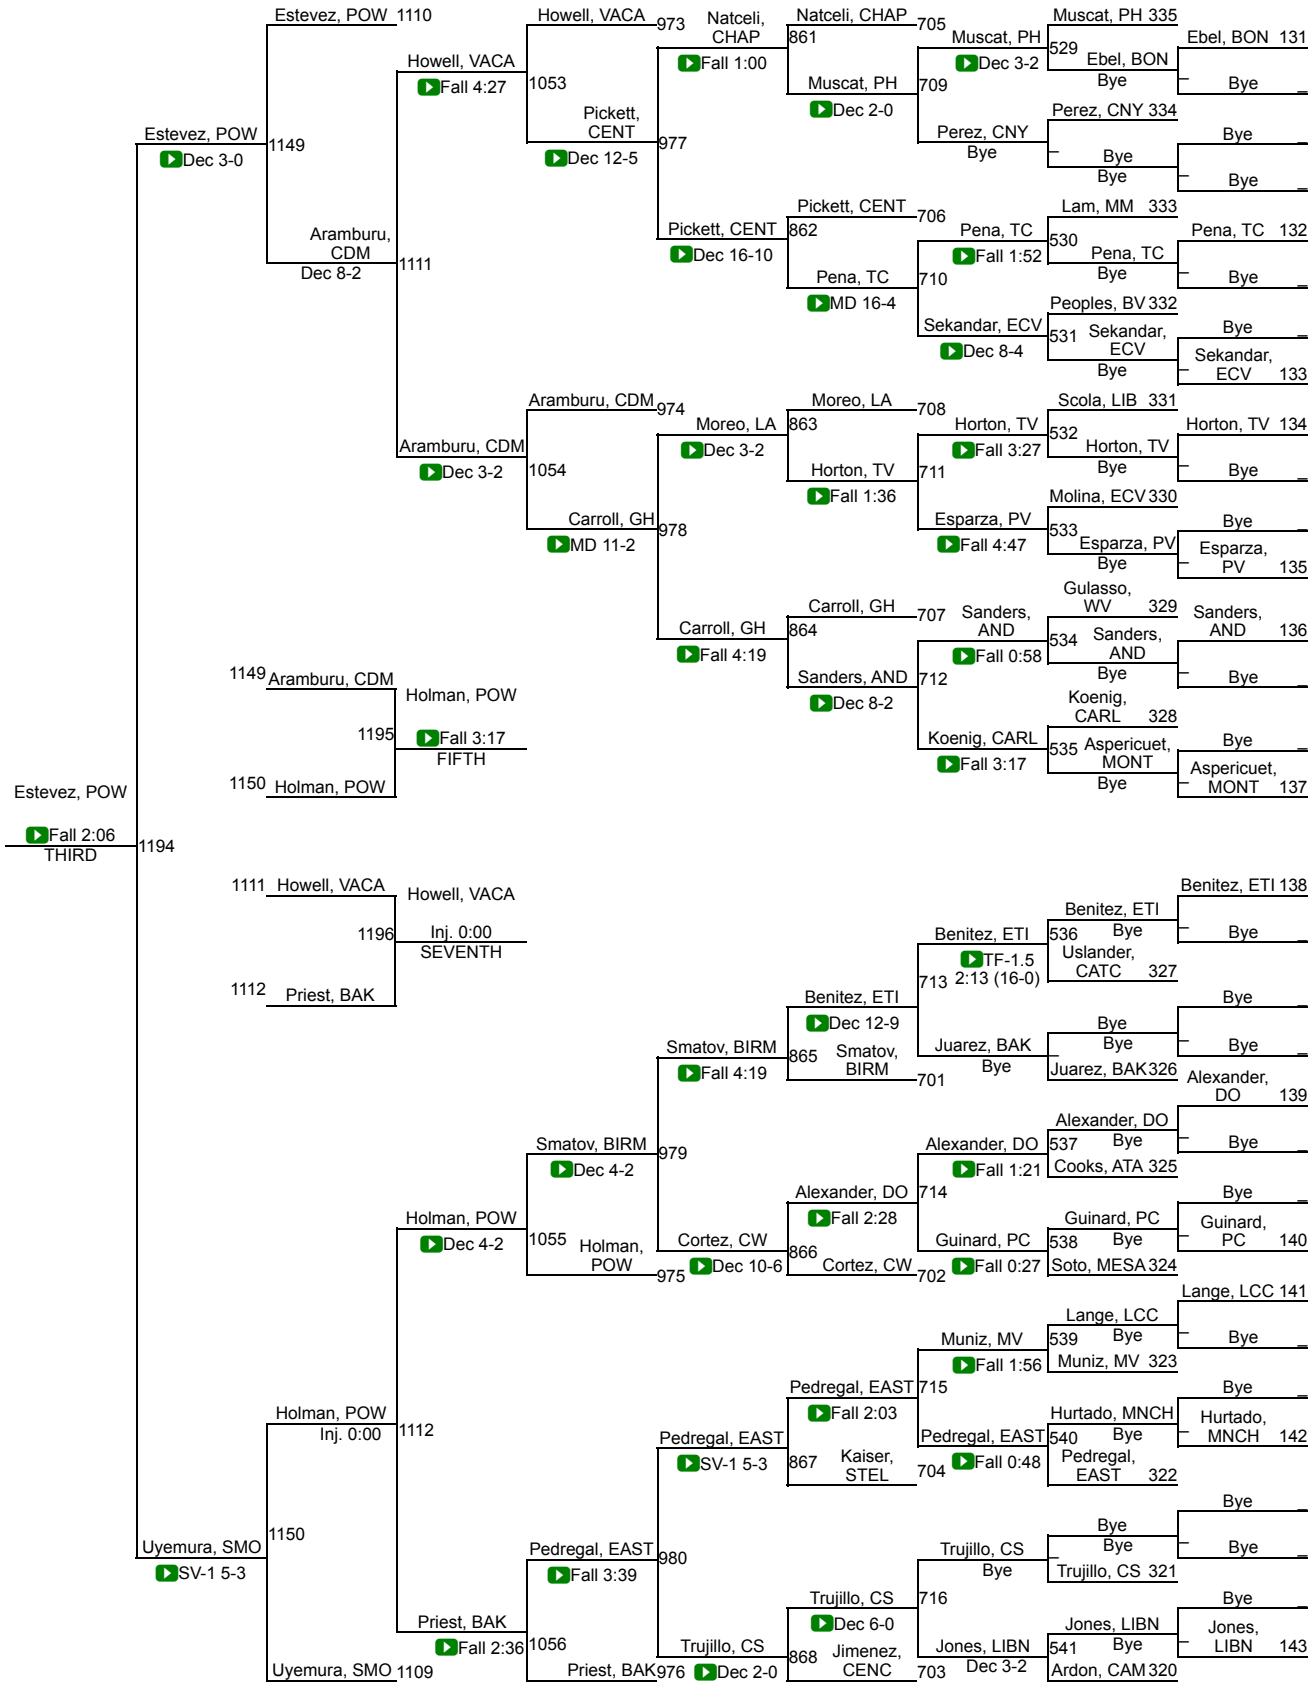 Estevez, POW 1110
Howell, VACA
973
Natceli,
CHAP
Natceli, CHAP
705
Muscat, PH 335
861
Muscat, PH
529
Ebel, BON 131
Ebel, BON
Fall 1:00
Dec 3-2
Howell, VACA
Bye
Bye
Fall 4:27
1053
Muscat, PH
709
Dec 2-0
Pickett,
CENT
Perez, CNY 334
Estevez, POW
1149
977
Perez, CNY
Bye
Dec 3-0
Dec 12-5
Bye
Bye
Bye
Bye
Pickett, CENT
706
Lam, MM 333
Aramburu,
CDM
Pickett, CENT
862
Pena, TC
530
Pena, TC 132
Dec 16-10
Fall 1:52
Pena, TC
Dec 8-2
1111
Bye
Bye
Pena, TC
710
MD 16-4
Peoples, BV 332
Sekandar, ECV
531
Sekandar,
ECV
Bye
Dec 8-4
Bye
Sekandar,
ECV 133
Aramburu, CDM
974
Moreo, LA
708
Scola, LIB 331
Moreo, LA
863
Horton, TV
532
Horton, TV 134
Aramburu, CDM
Dec 3-2
Fall 3:27
Horton, TV
Dec 3-2
1054
Bye
Bye
Horton, TV
711
Fall 1:36
Molina, ECV 330
Carroll, GH
978
Esparza, PV
533
Bye
MD 11-2
Fall 4:47
Esparza, PV
Bye
Esparza,
PV 135
Carroll, GH
707
Gulasso,
WV 329
Carroll, GH
864
Sanders,
AND
534
Sanders,
AND
Sanders,
AND 136
Fall 4:19
Fall 0:58
1149
Aramburu, CDM
Sanders, AND
712
Bye
Bye
Holman, POW
Dec 8-2
Koenig,
CARL 328
1195
Fall 3:17
Koenig, CARL
535
Aspericuet,
MONT
Bye
FIFTH
Fall 3:17
Bye
Aspericuet,
MONT 137
1150
Holman, POW
Estevez, POW
Fall 2:06
1194
THIRD
1111
Howell, VACA
Howell, VACA
Benitez, ETI 138
1196
Inj. 0:00
Benitez, ETI
Benitez, ETI
536
Bye
Bye
SEVENTH
TF-1.5
2:13 (16-0)
713
Uslander,
CATC 327
1112
Priest, BAK
Benitez, ETI
Bye
Dec 12-9
Bye
Smatov, BIRM
865
Smatov,
BIRM
Juarez, BAK
Bye
Bye
Fall 4:19
701
Bye
Juarez, BAK 326
Alexander,
DO 139
Smatov, BIRM
979
Alexander, DO
Alexander, DO
537
Bye
Bye
Dec 4-2
Fall 1:21
Cooks, ATA 325
Alexander, DO
714
Bye
Holman, POW
Fall 2:28
Guinard, PC
Guinard,
PC 140
Dec 4-2
1055
Holman,
POW
Cortez, CW
866
Guinard, PC
538
Bye
975
Dec 10-6
Cortez, CW
702
Fall 0:27
Soto, MESA 324
Lange, LCC 141
Lange, LCC
Muniz, MV
539
Bye
Bye
Fall 1:56
Muniz, MV 323
Pedregal, EAST
715
Bye
Holman, POW
Fall 2:03
Hurtado, MNCH
Hurtado,
MNCH 142
Inj. 0:00
1112
Pedregal, EAST
Pedregal, EAST
540
Bye
SV-1 5-3
867
Kaiser,
STEL
704
Fall 0:48
Pedregal,
EAST 322
Bye
Bye
1150
Uyemura, SMO
Pedregal, EAST
980
Trujillo, CS
Bye
Bye
SV-1 5-3
Fall 3:39
Bye
Trujillo, CS 321
Trujillo, CS
716
Bye
Priest, BAK
Dec 6-0
Jones, LIBN
Jones,
LIBN 143
Fall 2:36
1056
Trujillo, CS
868
Jimenez,
CENC
Jones, LIBN
541
Bye
Uyemura, SMO 1109
Priest, BAK
976
Dec 2-0
703
Dec 3-2
Ardon, CAM 320